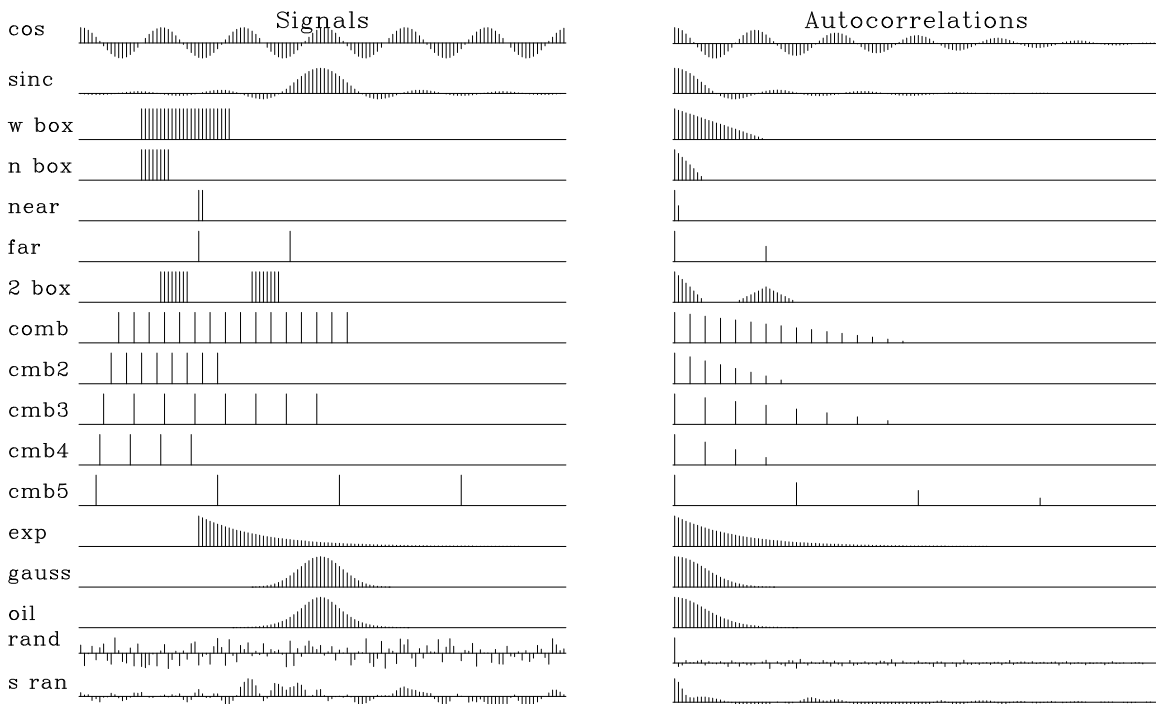 Signals
Autocorrelations
cos
sinc
w box
n box
near
far
2 box
comb
cmb2
cmb3
cmb4
cmb5
exp
gauss
oil
rand
s ran